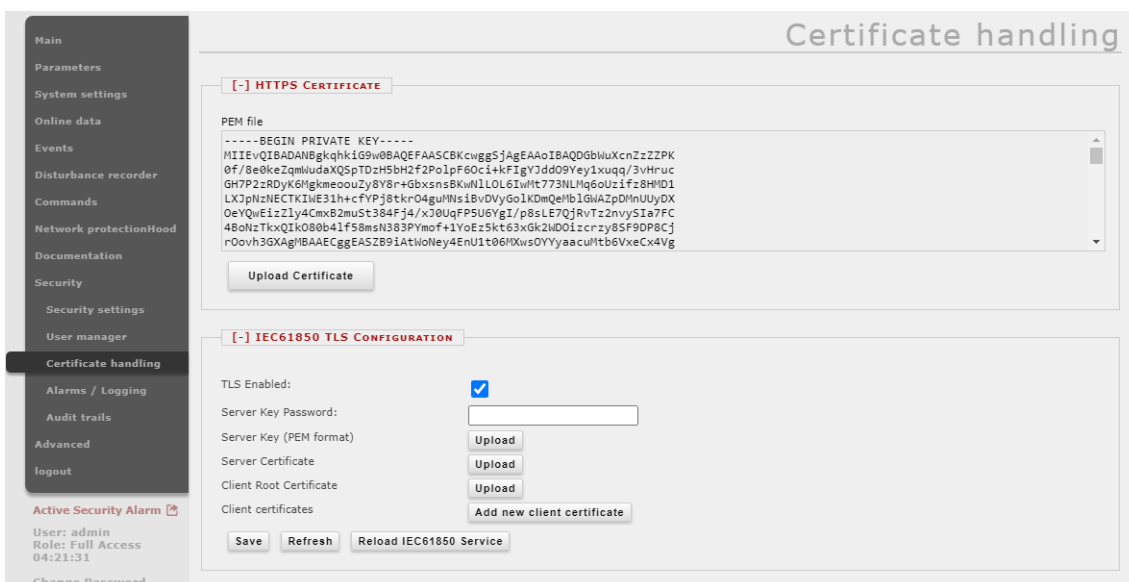 Certificate handling
Main
Parameters
System settings
Online data
Events
Disturbance recorder
Commands
Network protectionHood
Documentation
Security
Security settings
User manager
Certificate handling
Alarms / Logging
Audit trails
Advanced
logout
Active Security Alarm
User: admin
Role: Full Access
04:21:31
Change Password
[-] HTTPS Certificate
PEM file
-----BEGIN PRIVATE KEY-----
MIIEvQIBADANBgkqhkiG9w0BAQEFAASCBKcwggSjAgEAAoIBAQDGbWuXcnZzZZPK
0f/8e0keZqmWudaXQSpTDzH5bH2f2PolpF6Oci+kFIgYJddO9Yey1xuqq/3vHruc
GH7P2zRDyK6MgkmeoouZy8Y8r+GbxsnsBKwNlLOL6IwMt773NLMq6oUzifz8HMD1
LXJpNzNECTKIWE31h+cfYPj8tkrO4guMNsiBvDVyGolKDmQeMblGWAZpDMnUUyDX
OeYQwEizZly4CmxB2muSt384Fj4/xJ0UqFP5U6YgI/p8sLE7QjRvTz2nvySIa7FC
4BoNzTkxQIkO80b4lf58msN383PYmof+1YoEz5kt63xGk2WDOizcrzy8SF9DP8Cj
rOovh3GXAgMBAAECggEASZB9iAtWoNey4EnU1t06MXwsOYYyaacuMtb6VxeCx4Vg
Upload Certificate
[-] IEC61850 TLS Configuration
TLS Enabled:
Server Key Password:
Server Key (PEM format)
Upload
Server Certificate
Upload
Client Root Certificate
Upload
Client certificates
Add new client certificate
Save
Refresh
Reload IEC61850 Service